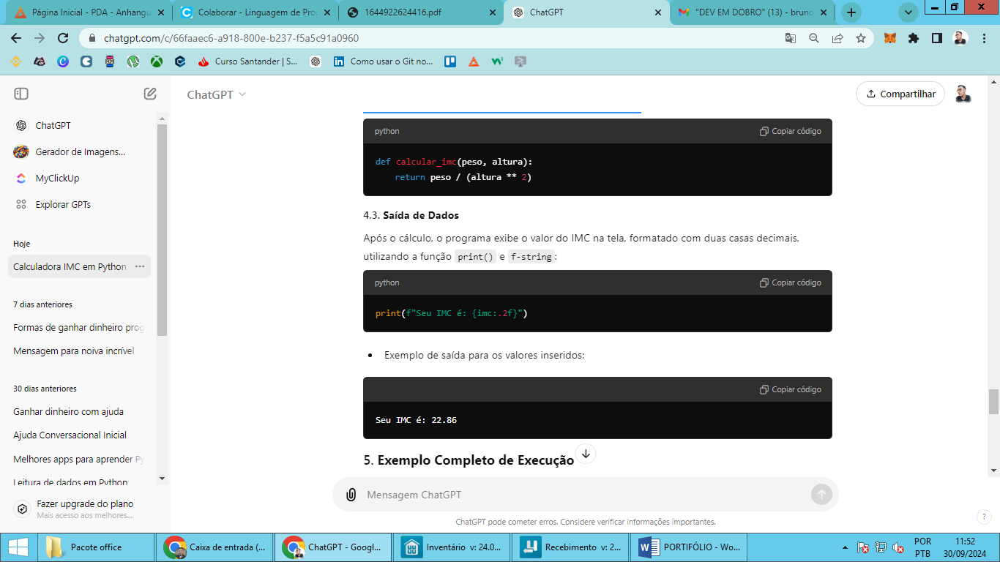 Página Inicial - PDA - Anhangu
Colaborar - Linguagem de Pro
1644922624416.pdf
ChatGPT
"DEV EM DOBRO" (13) - bruno
chatgpt.com/c/66faaec6-a918-800e-b237-f5a5c91a0960
Curso Santander | S...
Como usar o Git no...
ChatGPT
Gerador de Imagens...
MyClickUp
Explorar GPTs
Hoje
Calculadora IMC em Python
7 dias anteriores
Formas de ganhar dinheiro prog
Mensagem para noiva incrível
30 dias anteriores
Ganhar dinheiro com ajuda
Ajuda Conversacional Inicial
Melhores apps para aprender Py
Leitura de dados em Python
Fazer upgrade do plano
Mais acesso aos melhores...
ChatGPT
Compartilhar
python
Copiar código
def calcular_imc(peso, altura):
return peso / (altura ** 2)
4.3. Saída de Dados
Após o cálculo, o programa exibe o valor do IMC na tela, formatado com duas casas decimais,
utilizando a função print() e f-string:
python
Copiar código
print(f"Seu IMC é: {imc:.2f}")
Exemplo de saída para os valores inseridos:
Copiar código
Seu IMC é: 22.86
5. Exemplo Completo de Execução
Mensagem ChatGPT
ChatGPT pode cometer erros. Considere verificar informações importantes.
?
Pacote office
Caixa de entrada (...
ChatGPT - Googl...
Inventário v: 24.0...
Recebimento v: 2...
PORTIFÓLIO - Wo...
POR
PTB
11:52
30/09/2024